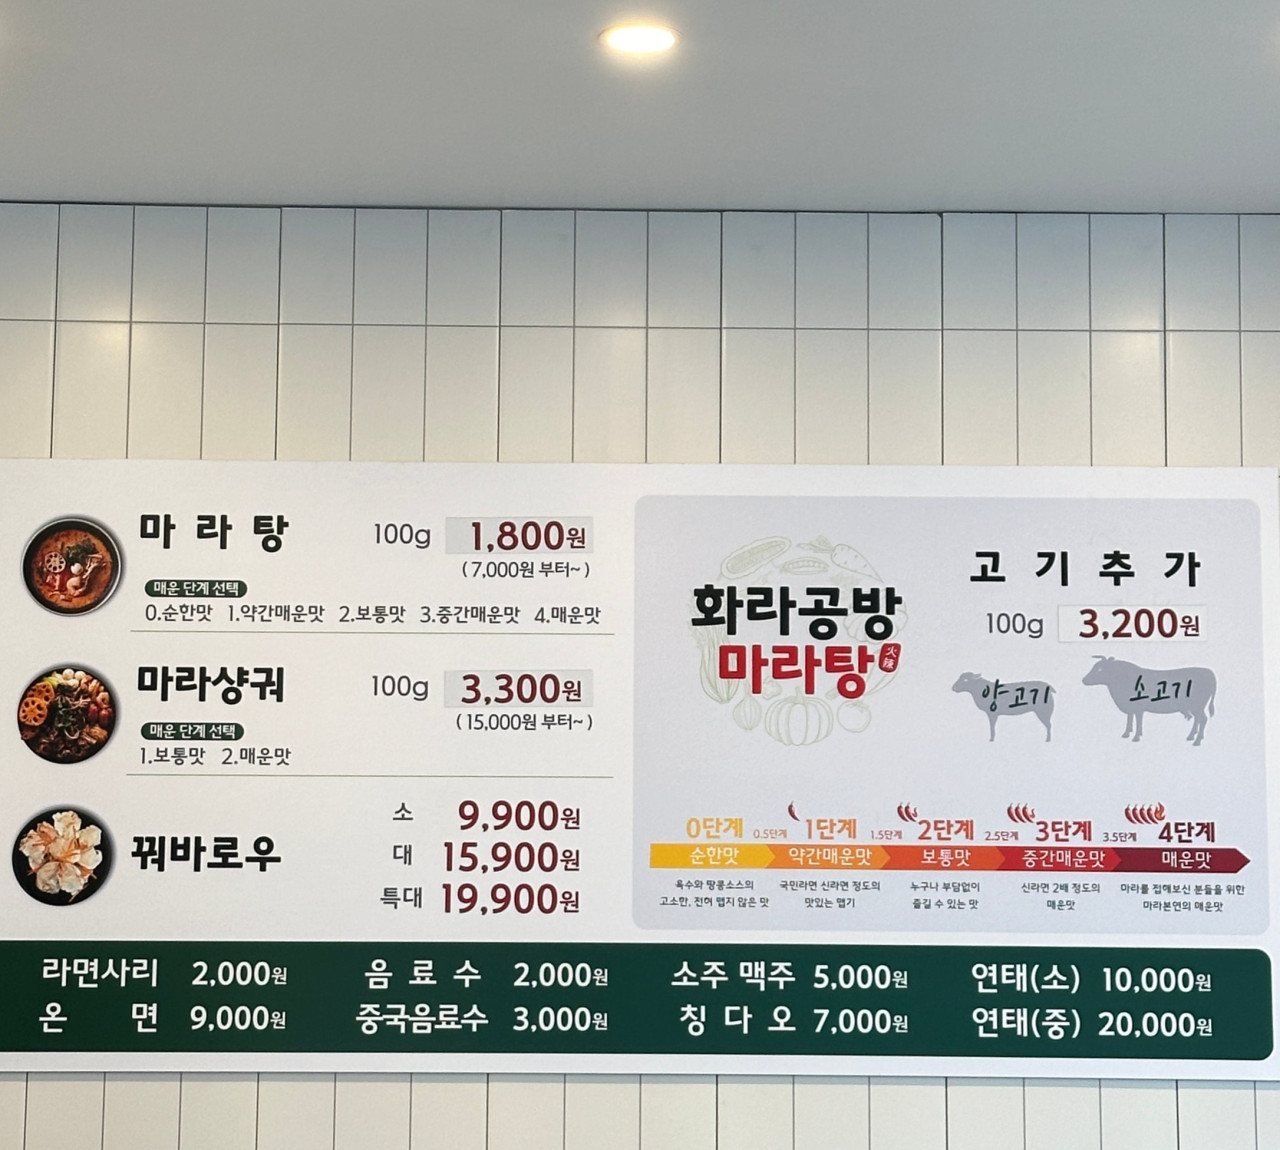 마라탕 100g 1,800원
(7,000원 부터~)
매운 단계 선택
0.순한맛 1.약간매운맛 2.보통맛 3.중간매운맛 4.매운맛
마라샹궈 100g 3,300원
(15,000원 부터~)
매운 단계 선택
1.보통맛 2.매운맛
꿔바로우
소 9,900원
대 15,900원
특대 19,900원
화라공방
마라탕
火辣
고기추가
100g 3,200원
양고기 소고기
0단계 0.5단계 1단계 1.5단계 2단계 2.5단계 3단계 3.5단계 4단계
순한맛 약간매운맛 보통맛 중간매운맛 매운맛
육수와 땅콩소스의
고소한, 전혀 맵지 않은 맛
국민라면 신라면 정도의
맛있는 맵기
누구나 부담없이
즐길 수 있는 맛
신라면 2배 정도의
매운맛
마라를 접해보신 분들을 위한
마라본연의 매운맛
라면사리 2,000원 음료수 2,000원 소주 맥주 5,000원 연태(소) 10,000원
온면 9,000원 중국음료수 3,000원 칭다오 7,000원 연태(중) 20,000원